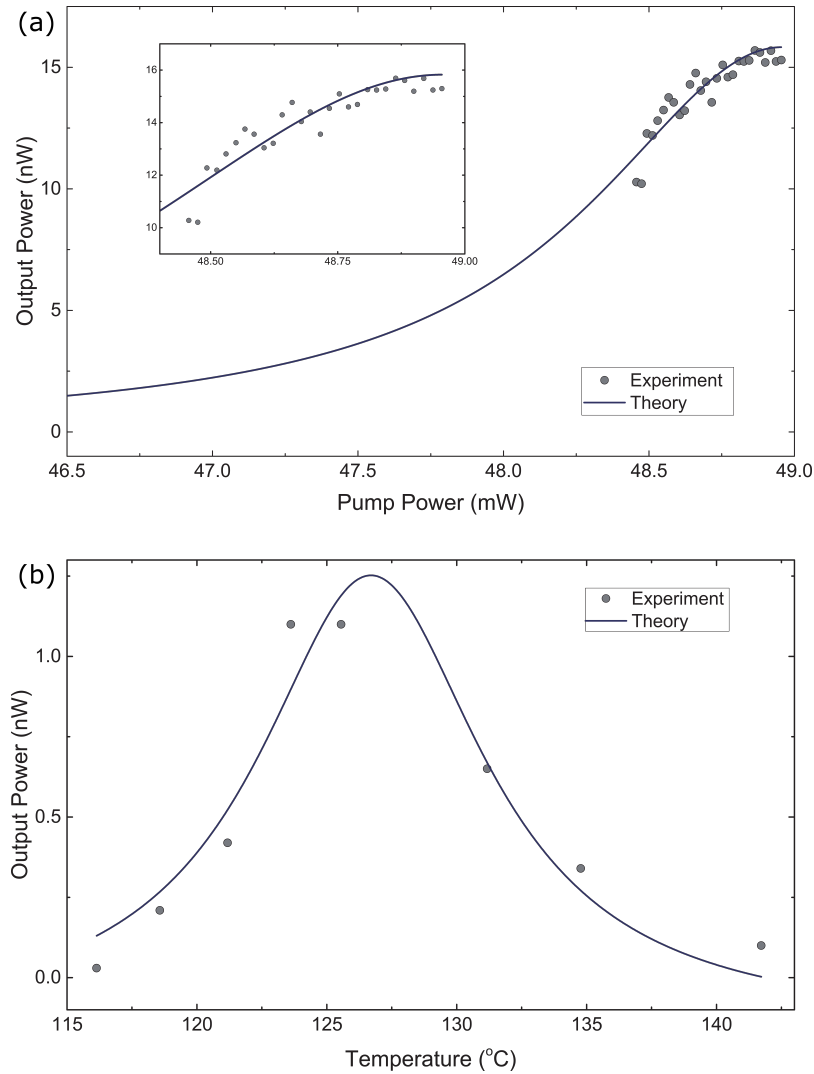 (a)
15
10
5
0
Output Power (nW)
16
14
12
10
48.50 48.75 49.00
Experiment
Theory
46.5 47.0 47.5 48.0 48.5 49.0
Pump Power (mW)
(b)
1.0
0.5
0.0
Output Power (nW)
Experiment
Theory
115 120 125 130 135 140
Temperature (°C)